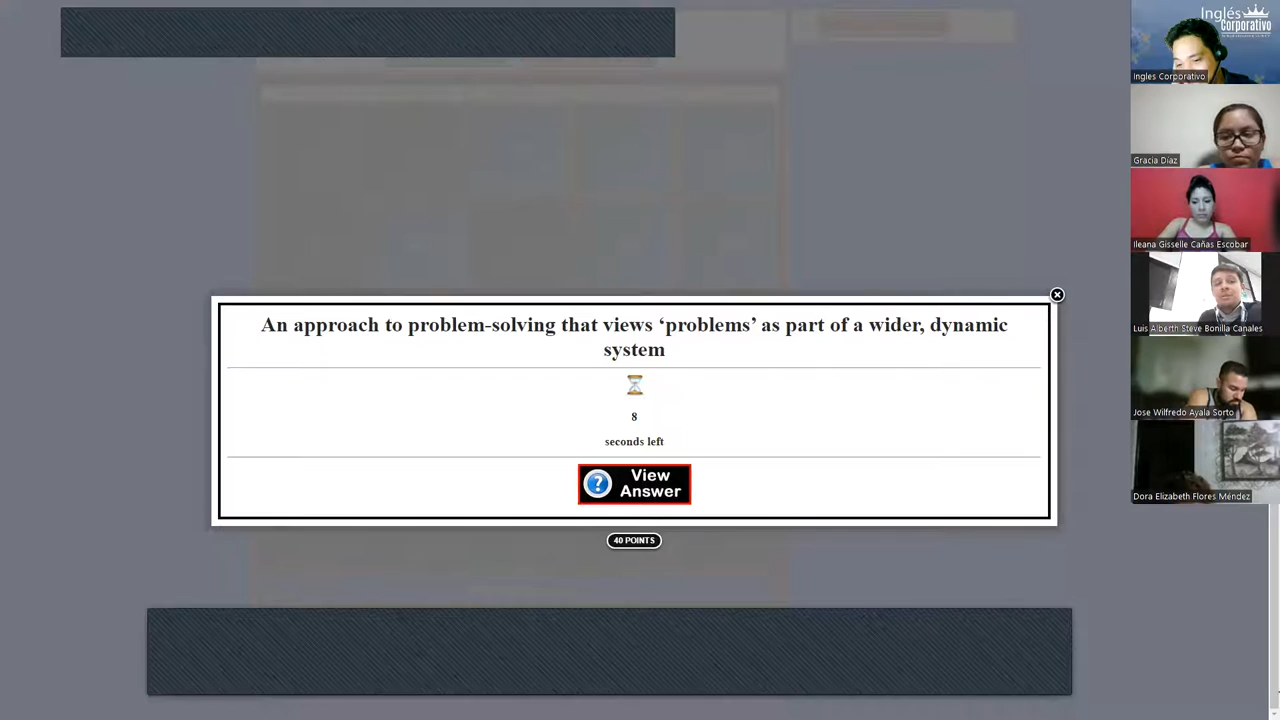 Inglés
Corporativo
Ingles Corporativo
Gracia Díaz
Ileana Gisselle Cañas Escobar
An approach to problem-solving that views ‘problems’ as part of a wider, dynamic
system
8
seconds left
? View
Answer
40 POINTS
Luis Alberth Steve Bonilla Canales
Jose Wilfredo Ayala Sorto
Dora Elizabeth Flores Méndez